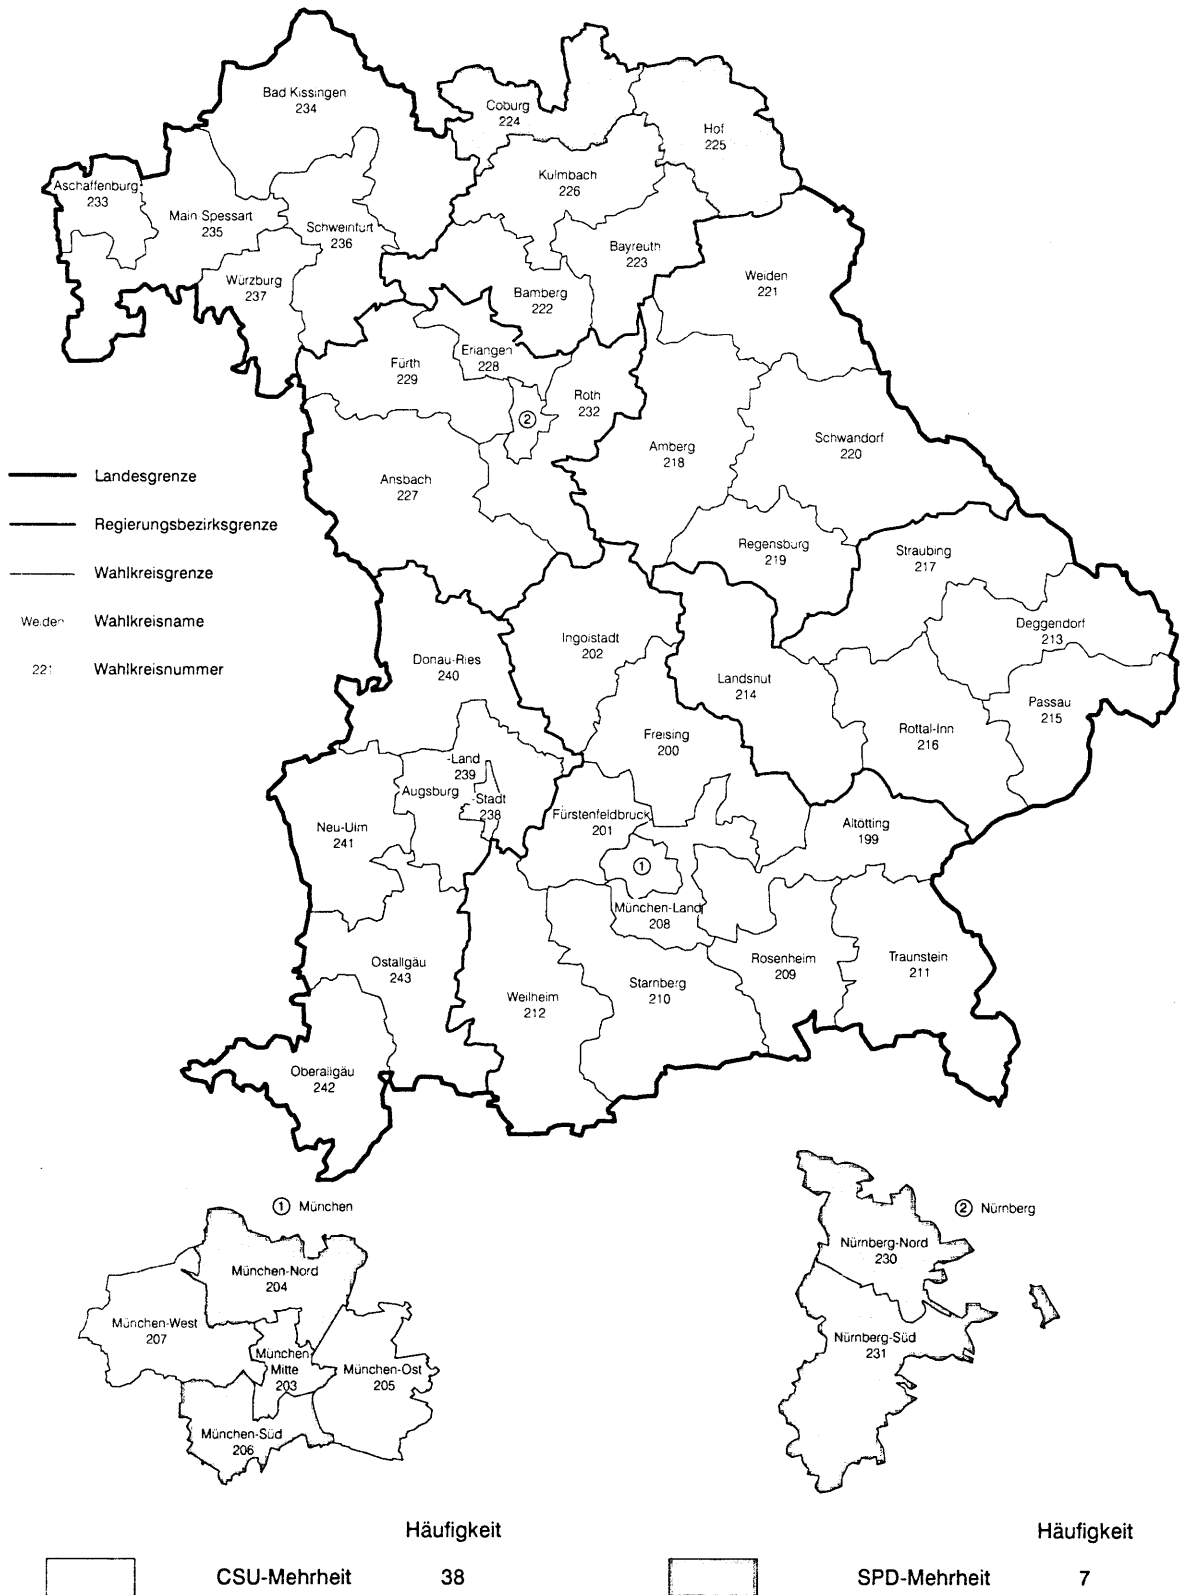 Bad Kissingen
234
Coburg
224
Hof
225
Kulmbach
226
Aschaffenburg
233
Main-Spessart
235
Schweinfurt
236
Bayreuth
223
Weiden
221
Würzburg
237
Bamberg
222
Erlangen
228
Fürth
229
Roth
232
②
Amberg
218
Schwandorf
220
Ansbach
227
Landesgrenze
Regierungsbezirksgrenze
Wahlkreisgrenze
Weiden Wahlkreisname
221 Wahlkreisnummer
Regensburg
219
Straubing
217
Deggendorf
213
Ingolstadt
202
Donau-Ries
240
Landshut
214
Passau
215
Rottal-Inn
216
Freising
200
-Land
239
Augsburg
-Stadt
238
Fürstenfeldbruck
201
Altötting
199
Neu-Ulm
241
①
München-Land
208
Ostallgäu
243
Rosenheim
209
Traunstein
211
Starnberg
210
Weilheim
212
Oberallgäu
242
① München
München-Nord
204
München-West
207
München
Mitte
203
München-Ost
205
München-Süd
206
② Nürnberg
Nürnberg-Nord
230
Nürnberg-Süd
231
Häufigkeit Häufigkeit
CSU-Mehrheit 38 SPD-Mehrheit 7